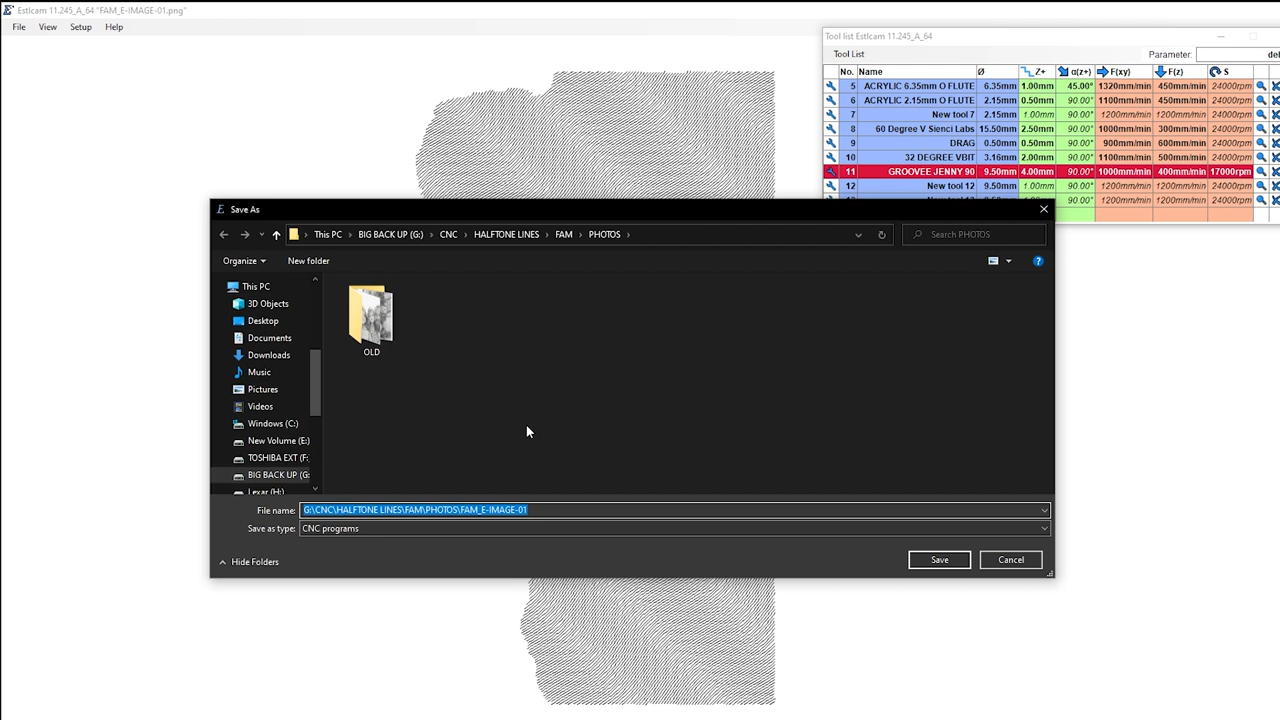 Estlcam 11.245_A_64 "FAM_E-IMAGE-01.png"
File View Setup Help
Tool list Estlcam 11.245_A_64
Tool List Parameter:
No. Name Ø Z+ α(z+) F(xy) F(z) S
5 ACRYLIC 6.35mm O FLUTE 6.35mm 1.00mm 45.00° 1320mm/min 450mm/min 24000rpm
6 ACRYLIC 2.15mm O FLUTE 2.15mm 0.50mm 90.00° 1100mm/min 450mm/min 24000rpm
7 New tool 7 2.15mm 1.00mm 90.00° 1200mm/min 1200mm/min 24000rpm
8 60 Degree V Sienci Labs 15.50mm 2.50mm 90.00° 1000mm/min 300mm/min 24000rpm
9 DRAG 0.50mm 0.50mm 90.00° 900mm/min 600mm/min 24000rpm
10 32 DEGREE VBIT 3.16mm 2.00mm 90.00° 1100mm/min 500mm/min 24000rpm
11 GROOVEE JENNY 90 9.50mm 4.00mm 90.00° 1000mm/min 400mm/min 17000rpm
12 New tool 12 9.50mm 1.00mm 90.00° 1200mm/min 1200mm/min 24000rpm
90.00° 1200mm/min 1200mm/min 24000rpm
Save As
This PC › BIG BACK UP (G:) › CNC › HALFTONE LINES › FAM › PHOTOS ›
Search PHOTOS
Organize New folder
This PC
3D Objects
Desktop
Documents
Downloads
Music
Pictures
Videos
Windows (C:)
New Volume (E:)
TOSHIBA EXT (F:
BIG BACK UP (G:
Lexar (H:)
OLD
File name: G:\CNC\HALFTONE LINES\FAM\PHOTOS\FAM_E-IMAGE-01
Save as type: CNC programs
Hide Folders
Save Cancel